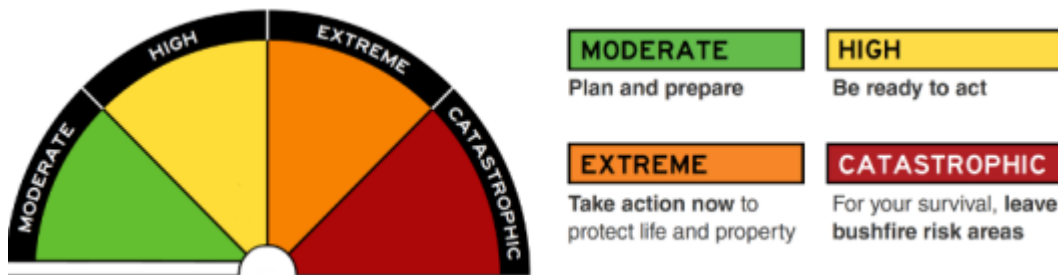 MODERATE
HIGH
EXTREME
CATASTROPHIC
MODERATE
Plan and prepare
HIGH
Be ready to act
EXTREME
Take action now to
protect life and property
CATASTROPHIC
For your survival, leave
bushfire risk areas